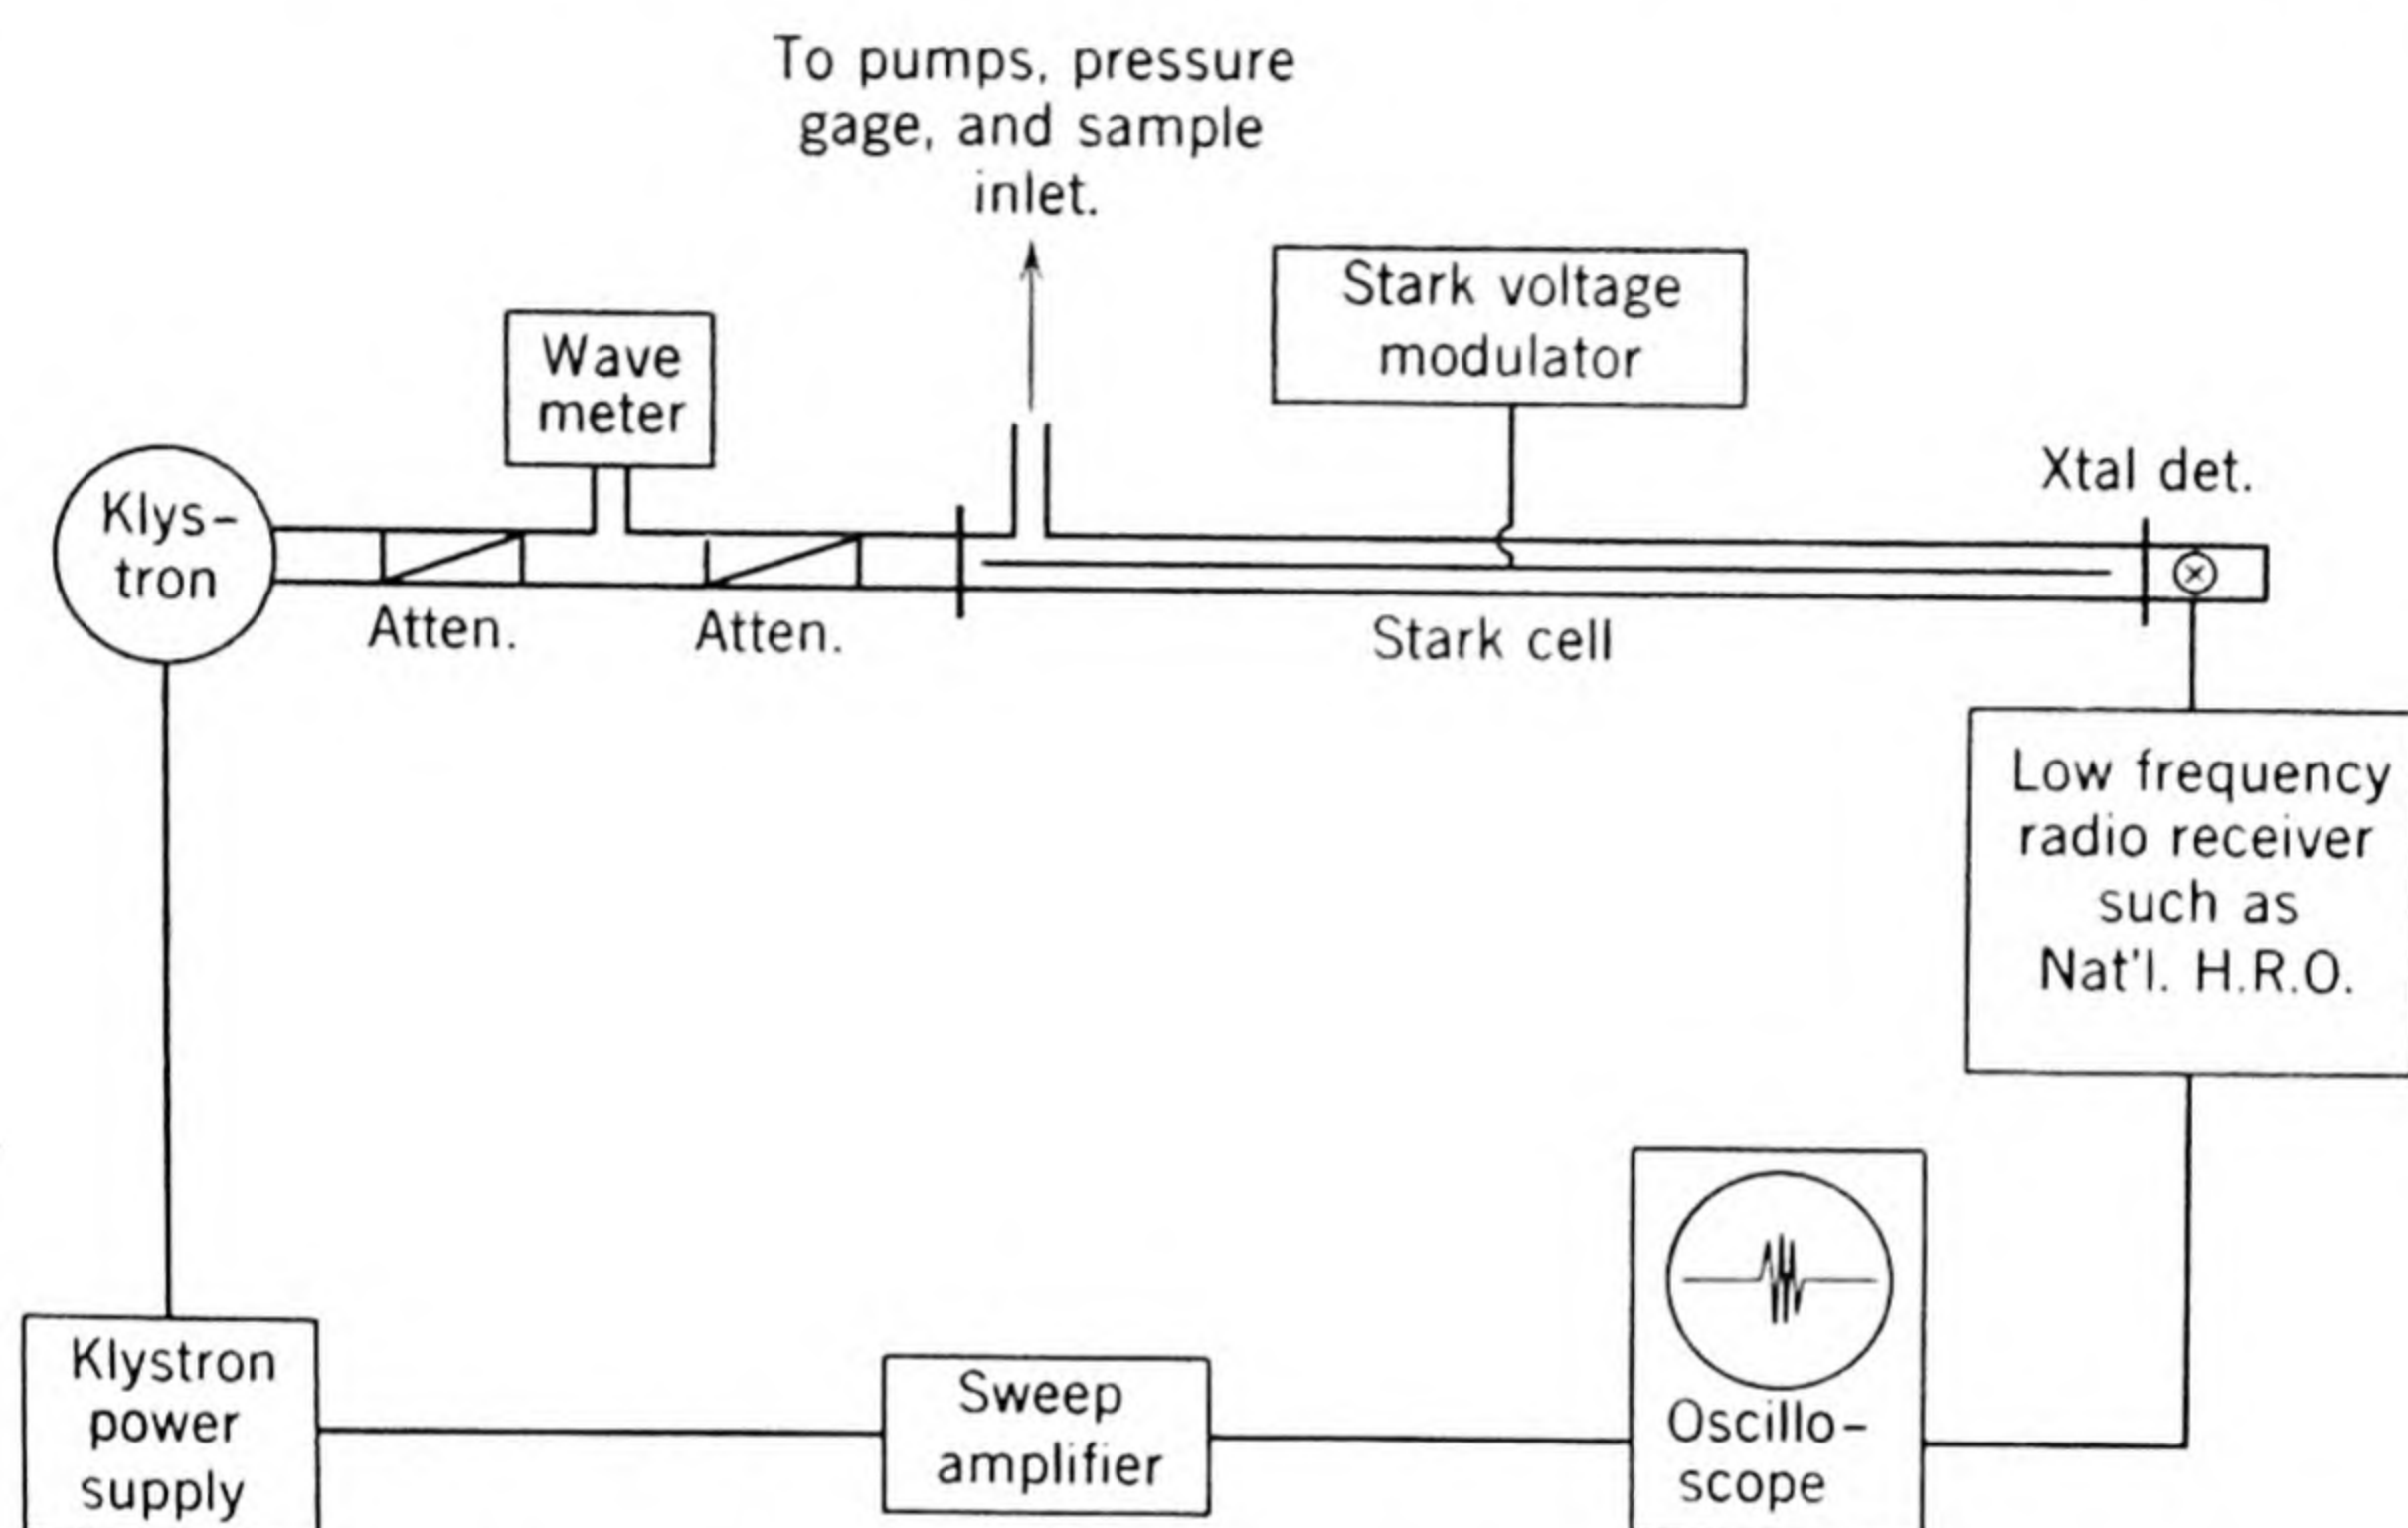 To pumps, pressure
gage, and sample
inlet.
Stark voltage
modulator
Wave
meter
Klys-
tron
Xtal det.
Atten.
Atten.
Stark cell
Low frequency
radio receiver
such as
Nat'l. H.R.O.
Klystron
power
supply
Sweep
amplifier
Oscillo-
scope